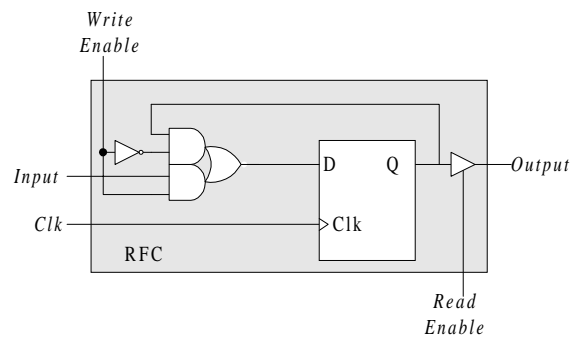 Write
Enable
D Q
Input
Output
Clk
Clk
RFC
Read
Enable